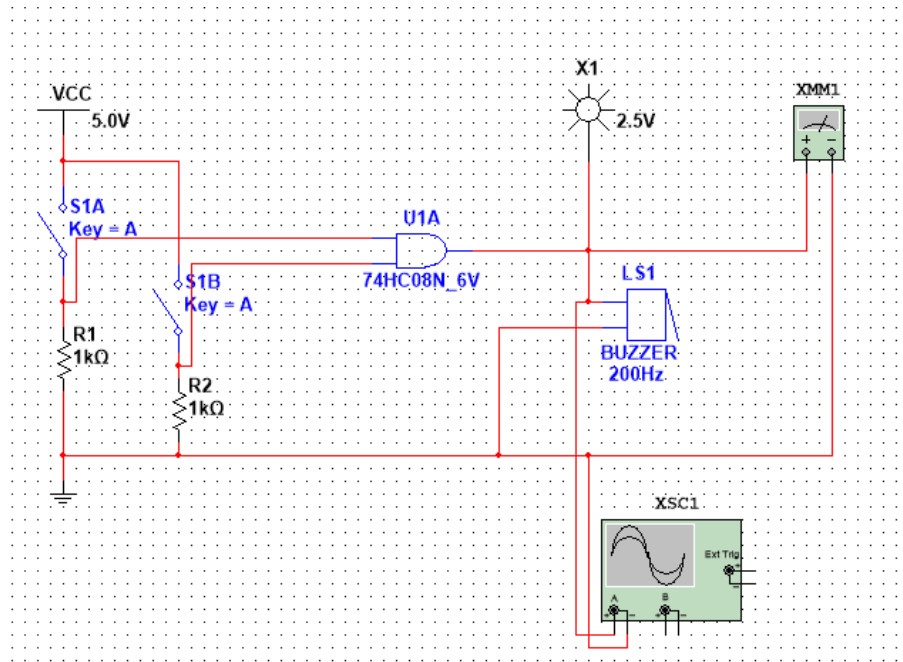 X1
VCC
XMM1
5.0V
2.5V
+ −
S1A
Key = A
U1A
S1B
Key = A
74HC08N_6V
LS1
R1
1kΩ
BUZZER
200Hz
R2
1kΩ
XSC1
Ext Trig
+
−
A B
+ − + −